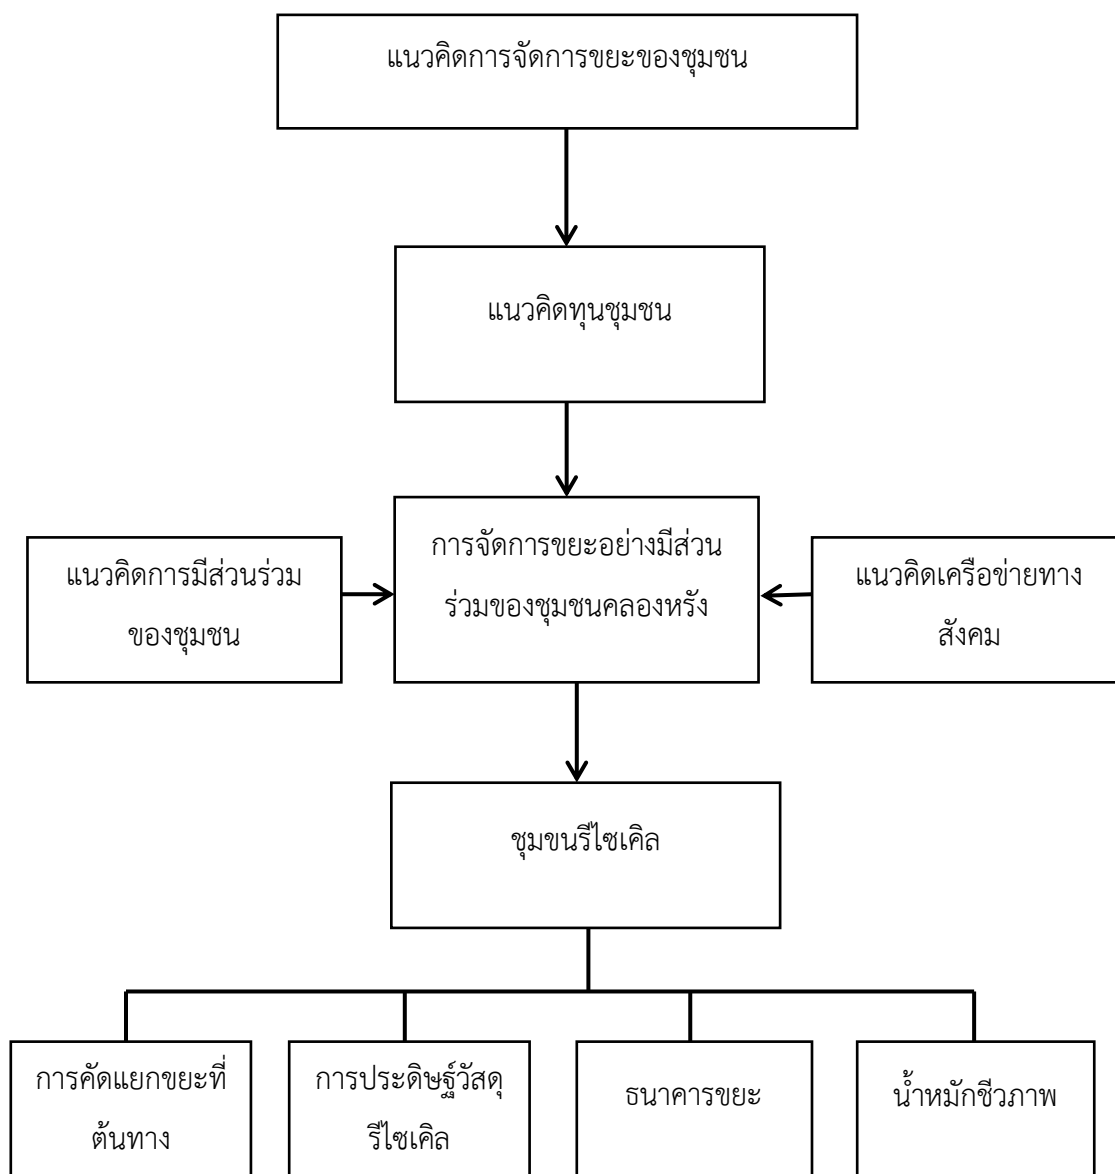 แนวคิดการจัดการขยะของชุมชน
แนวคิดทุนชุมชน
การจัดการขยะอย่างมีส่วน
ร่วมของชุมชนคลองหรัง
แนวคิดการมีส่วนร่วม
ของชุมชน
แนวคิดเครือข่ายทาง
สังคม
ชุมขนรีไซเคิล
การคัดแยกขยะที่
ต้นทาง
การประดิษฐ์วัสดุ
รีไซเคิล
ธนาคารขยะ
น้ำหมักชีวภาพ